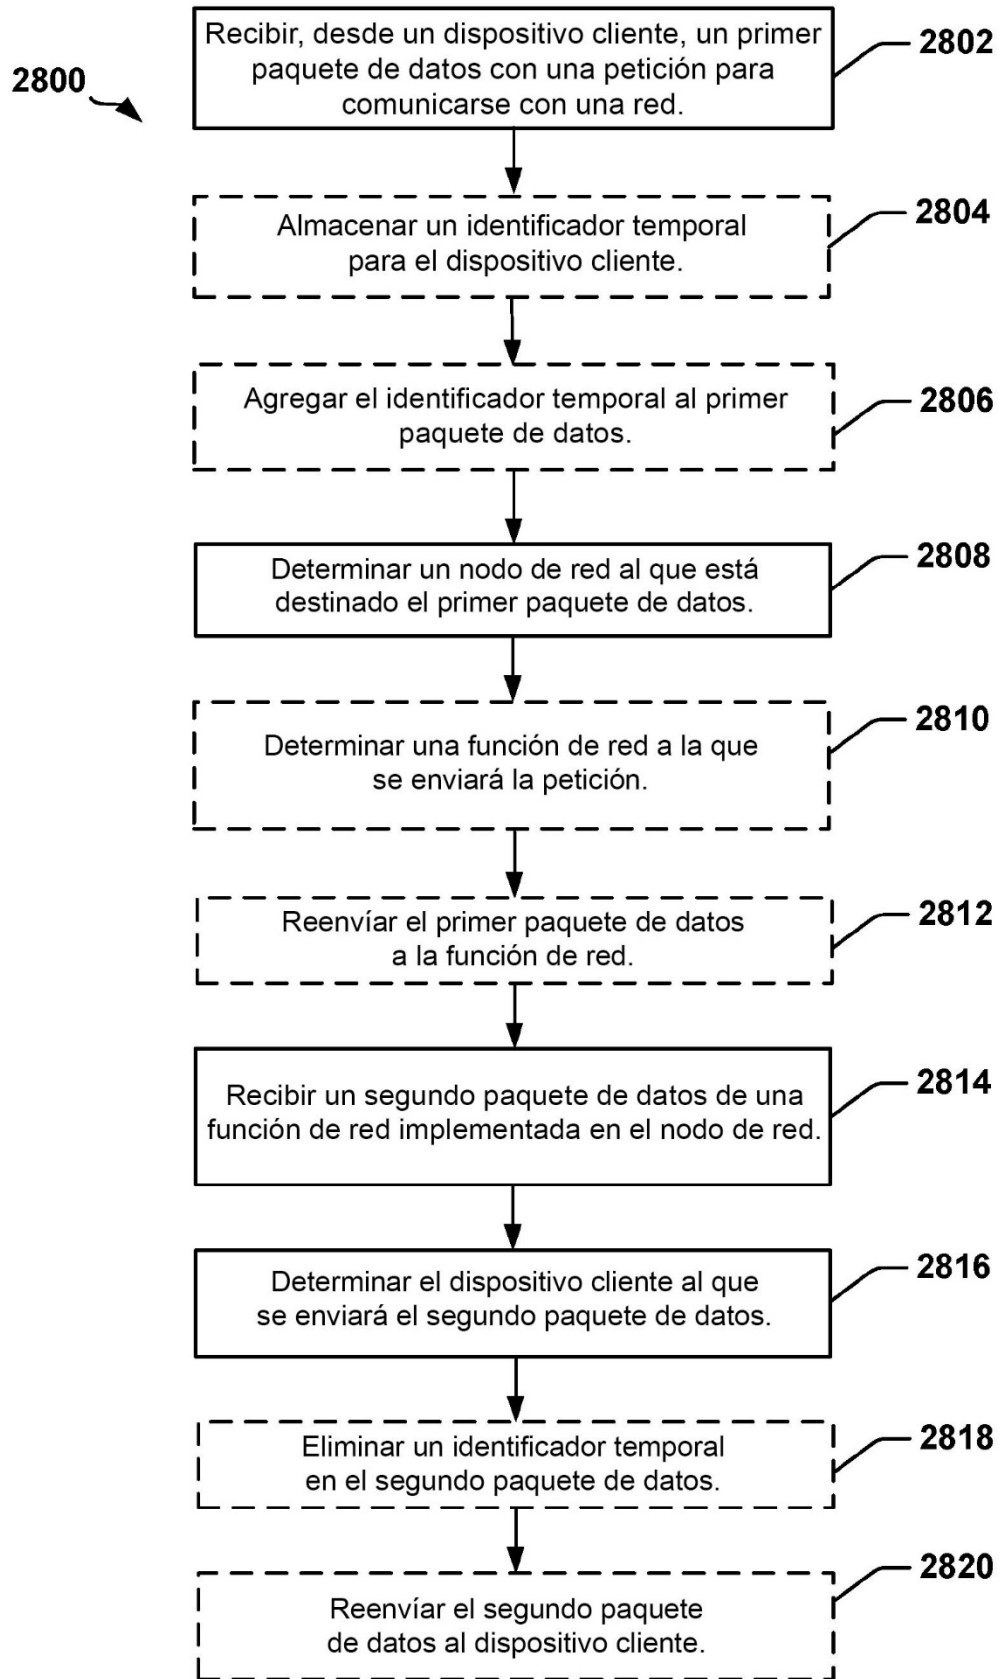 2800
Recibir, desde un dispositivo cliente, un primer
paquete de datos con una petición para
comunicarse con una red.
2802
Almacenar un identificador temporal
para el dispositivo cliente.
2804
Agregar el identificador temporal al primer
paquete de datos.
2806
Determinar un nodo de red al que está
destinado el primer paquete de datos.
2808
Determinar una función de red a la que
se enviará la petición.
2810
Reenvíar el primer paquete de datos
a la función de red.
2812
Recibir un segundo paquete de datos de una
función de red implementada en el nodo de red.
2814
Determinar el dispositivo cliente al que
se enviará el segundo paquete de datos.
2816
Eliminar un identificador temporal
en el segundo paquete de datos.
2818
Reenvíar el segundo paquete
de datos al dispositivo cliente.
2820